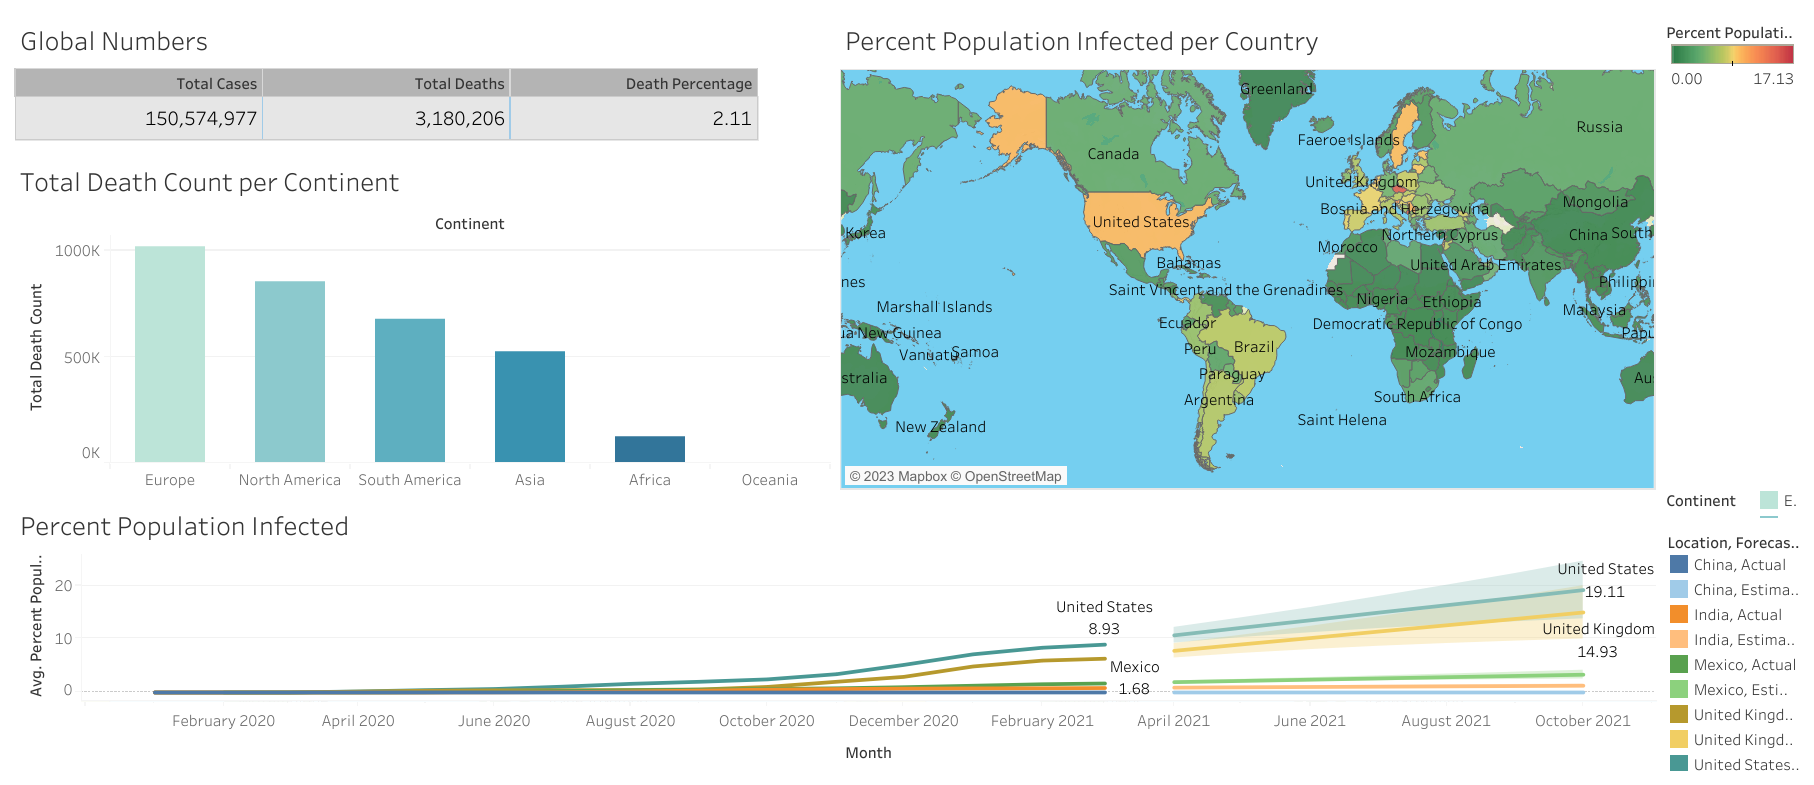 Global Numbers
Total Cases Total Deaths Death Percentage
150,574,977 3,180,206 2.11
Total Death Count per Continent
Continent
Total Death Count
1000K
500K
0K
Europe North America South America Asia Africa Oceania
Percent Population Infected per Country
Greenland
Russia
Faeroe Islands
Canada
United Kingdom
Mongolia
Bosnia and Herzegovina
United States
Korea
Northern Cyprus
China
South
Morocco
Bahamas
United Arab Emirates
nes
Saint Vincent and the Grenadines
Philippi
Nigeria
Ethiopia
Marshall Islands
Malaysia
Ecuador
Democratic Republic of Congo
ua New Guinea
Papu
Vanuatu
Samoa
Peru
Brazil
Mozambique
stralia
Paraguay
Au
Argentina
South Africa
Saint Helena
New Zealand
© 2023 Mapbox © OpenStreetMap
Percent Populati..
0.00 17.13
Continent E.
Percent Population Infected
Avg. Percent Popul..
20
10
0
United States
8.93
Mexico
1.68
United States
19.11
United Kingdom
14.93
February 2020 April 2020 June 2020 August 2020 October 2020 December 2020 February 2021 April 2021 June 2021 August 2021 October 2021
Month
Location, Forecas..
China, Actual
China, Estima..
India, Actual
India, Estima..
Mexico, Actual
Mexico, Esti..
United Kingd..
United Kingd..
United States..